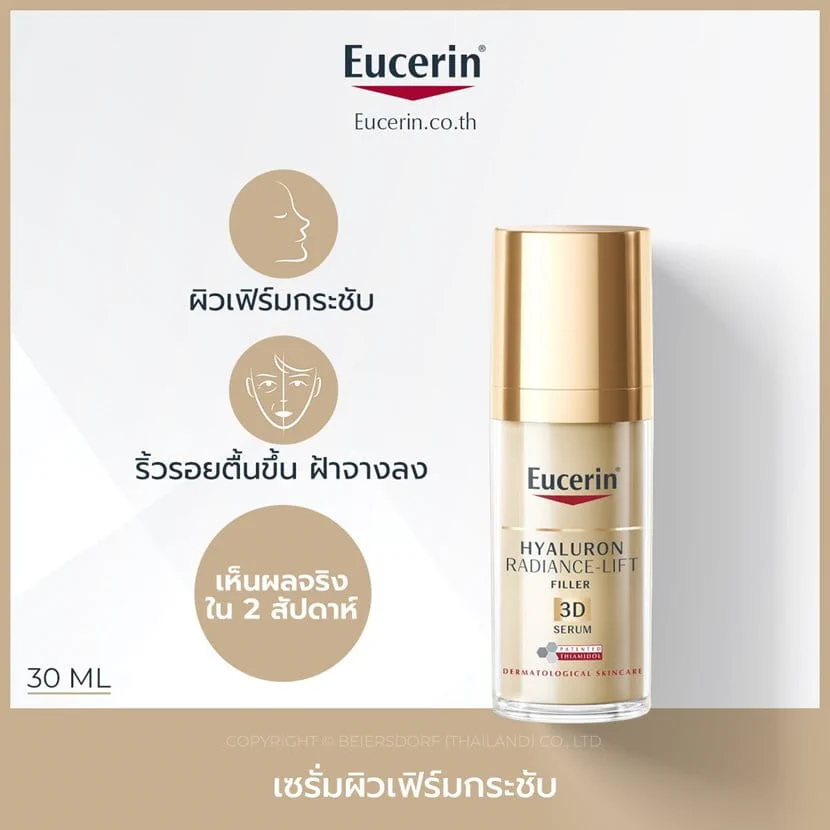 Eucerin®
Eucerin.co.th
ผิวเฟิร์มกระชับ
ริ้วรอยตื้นขึ้น ฝ้าจางลง
เห็นผลจริง
ใน 2 สัปดาห์
30 ML
Eucerin®
HYALURON
RADIANCE-LIFT
FILLER
3D
SERUM
PATENTED
THIAMIDOL
DERMATOLOGICAL SKINCARE
COPYRIGHT © BEIERSDORF (THAILAND) CO., LTD.
เซรั่มผิวเฟิร์มกระชับ